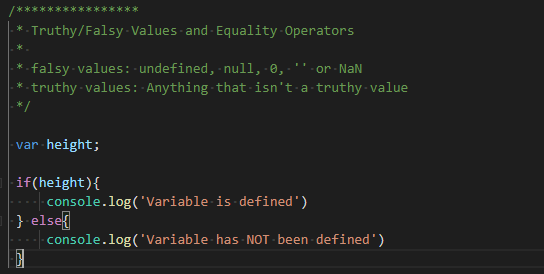 /****************
* Truthy/Falsy Values and Equality Operators
*
* falsy values: undefined, null, 0, '' or NaN
* truthy values: Anything that isn't a truthy value
*/
var height;
if(height){
console.log('Variable is defined')
} else{
console.log('Variable has NOT been defined')
}